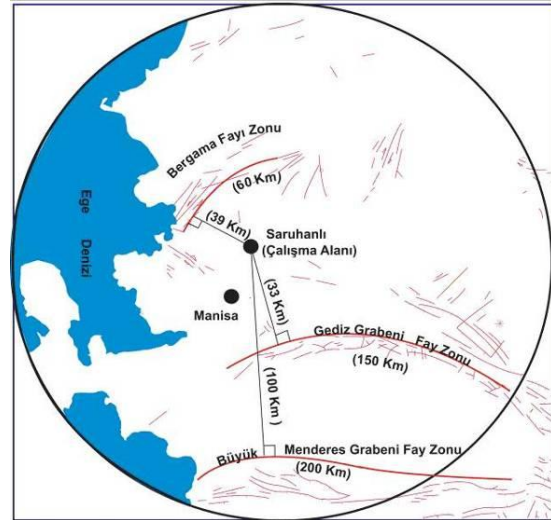 Bergama Fayı Zonu
(60 Km)
Ege Denizi
(39 Km)
Saruhanlı
(Çalışma Alanı)
Manisa
(33 Km)
Gediz Grabeni Fay Zonu
(150 Km)
(100 Km)
Büyük Menderes Grabeni Fay Zonu
(200 Km)